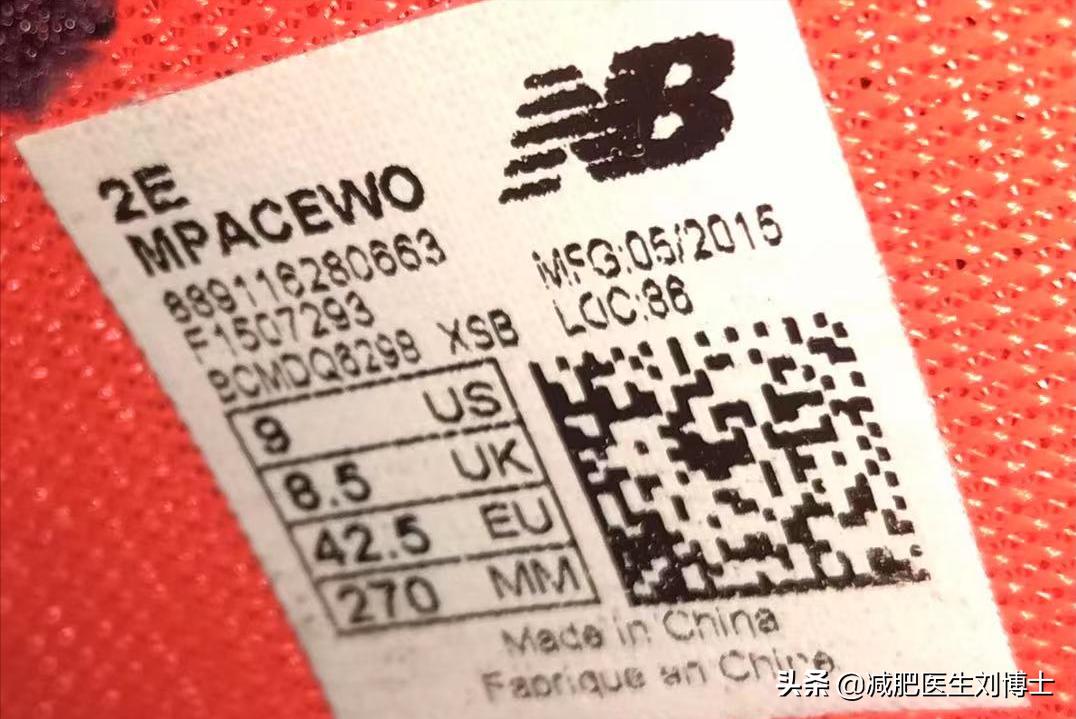 NB
2E
MPACEWO
889116280663
F1507293
XSB
MFG:05/2015
LOC:86
9 US
8.5 UK
42.5 EU
270 MM
Made in China
Fabrique en Chine
头条 @减肥医生刘博士